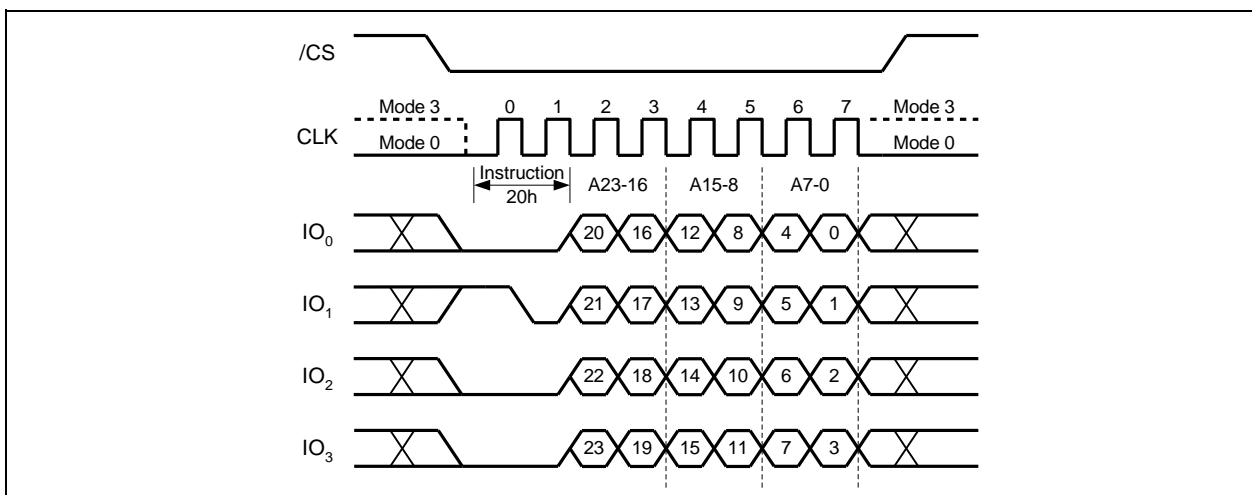 /CS
Mode 3 0 1 2 3 4 5 6 7 Mode 3
CLK
Mode 0 Mode 0
Instruction A23-16 A15-8 A7-0
20h
IO0 20 16 12 8 4 0
IO1 21 17 13 9 5 1
IO2 22 18 14 10 6 2
IO3 23 19 15 11 7 3